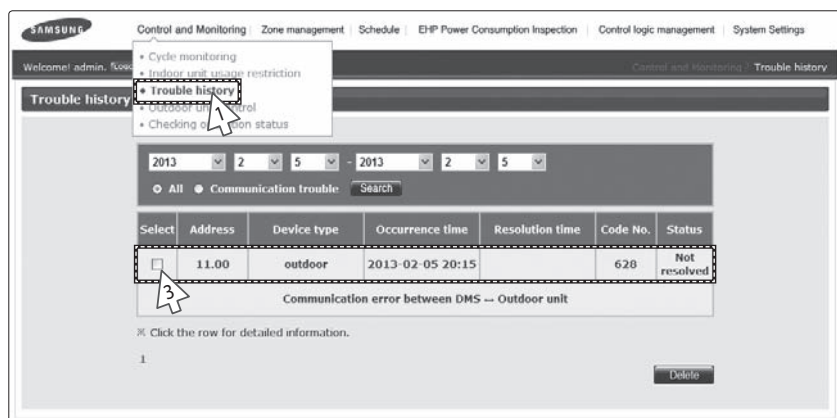 SAMSUNG Control and Monitoring Zone management Schedule EHP Power Consumption Inspection Control logic management System Settings
Welcome! admin. Control and Monitoring / Trouble history
• Cycle monitoring
• Indoor unit usage restriction
• Trouble history
• Outdoor unit control
• Checking operation status
Trouble history
1
2013 2 5 - 2013 2 5
All Communication trouble Search
Select Address Device type Occurrence time Resolution time Code No. Status
11.00 outdoor 2013-02-05 20:15 628 Not
resolved
3
Communication error between DMS ↔ Outdoor unit
※ Click the row for detailed information.
1
Delete